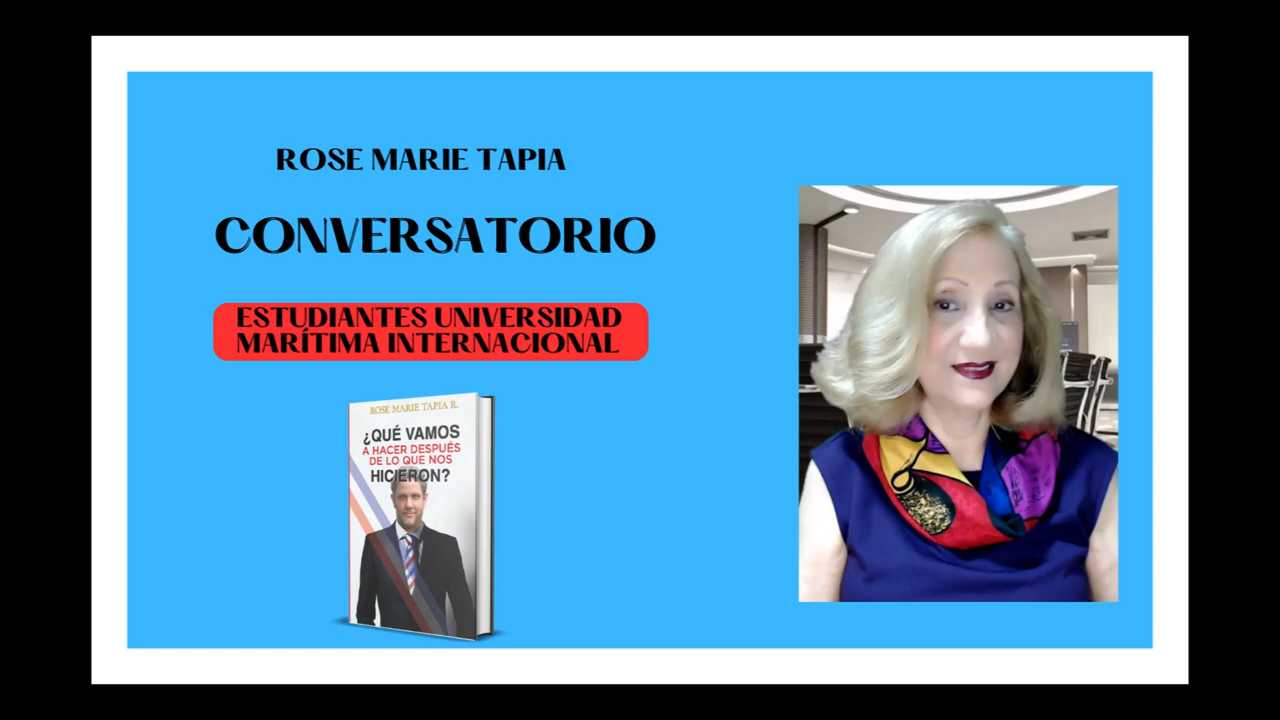 ROSE MARIE TAPIA
CONVERSATORIO
ESTUDIANTES UNIVERSIDAD
MARÍTIMA INTERNACIONAL
ROSE MARIE TAPIA R.
¿QUÉ VAMOS
A HACER DESPUÉS
DE LO QUE NOS
HICIERON?